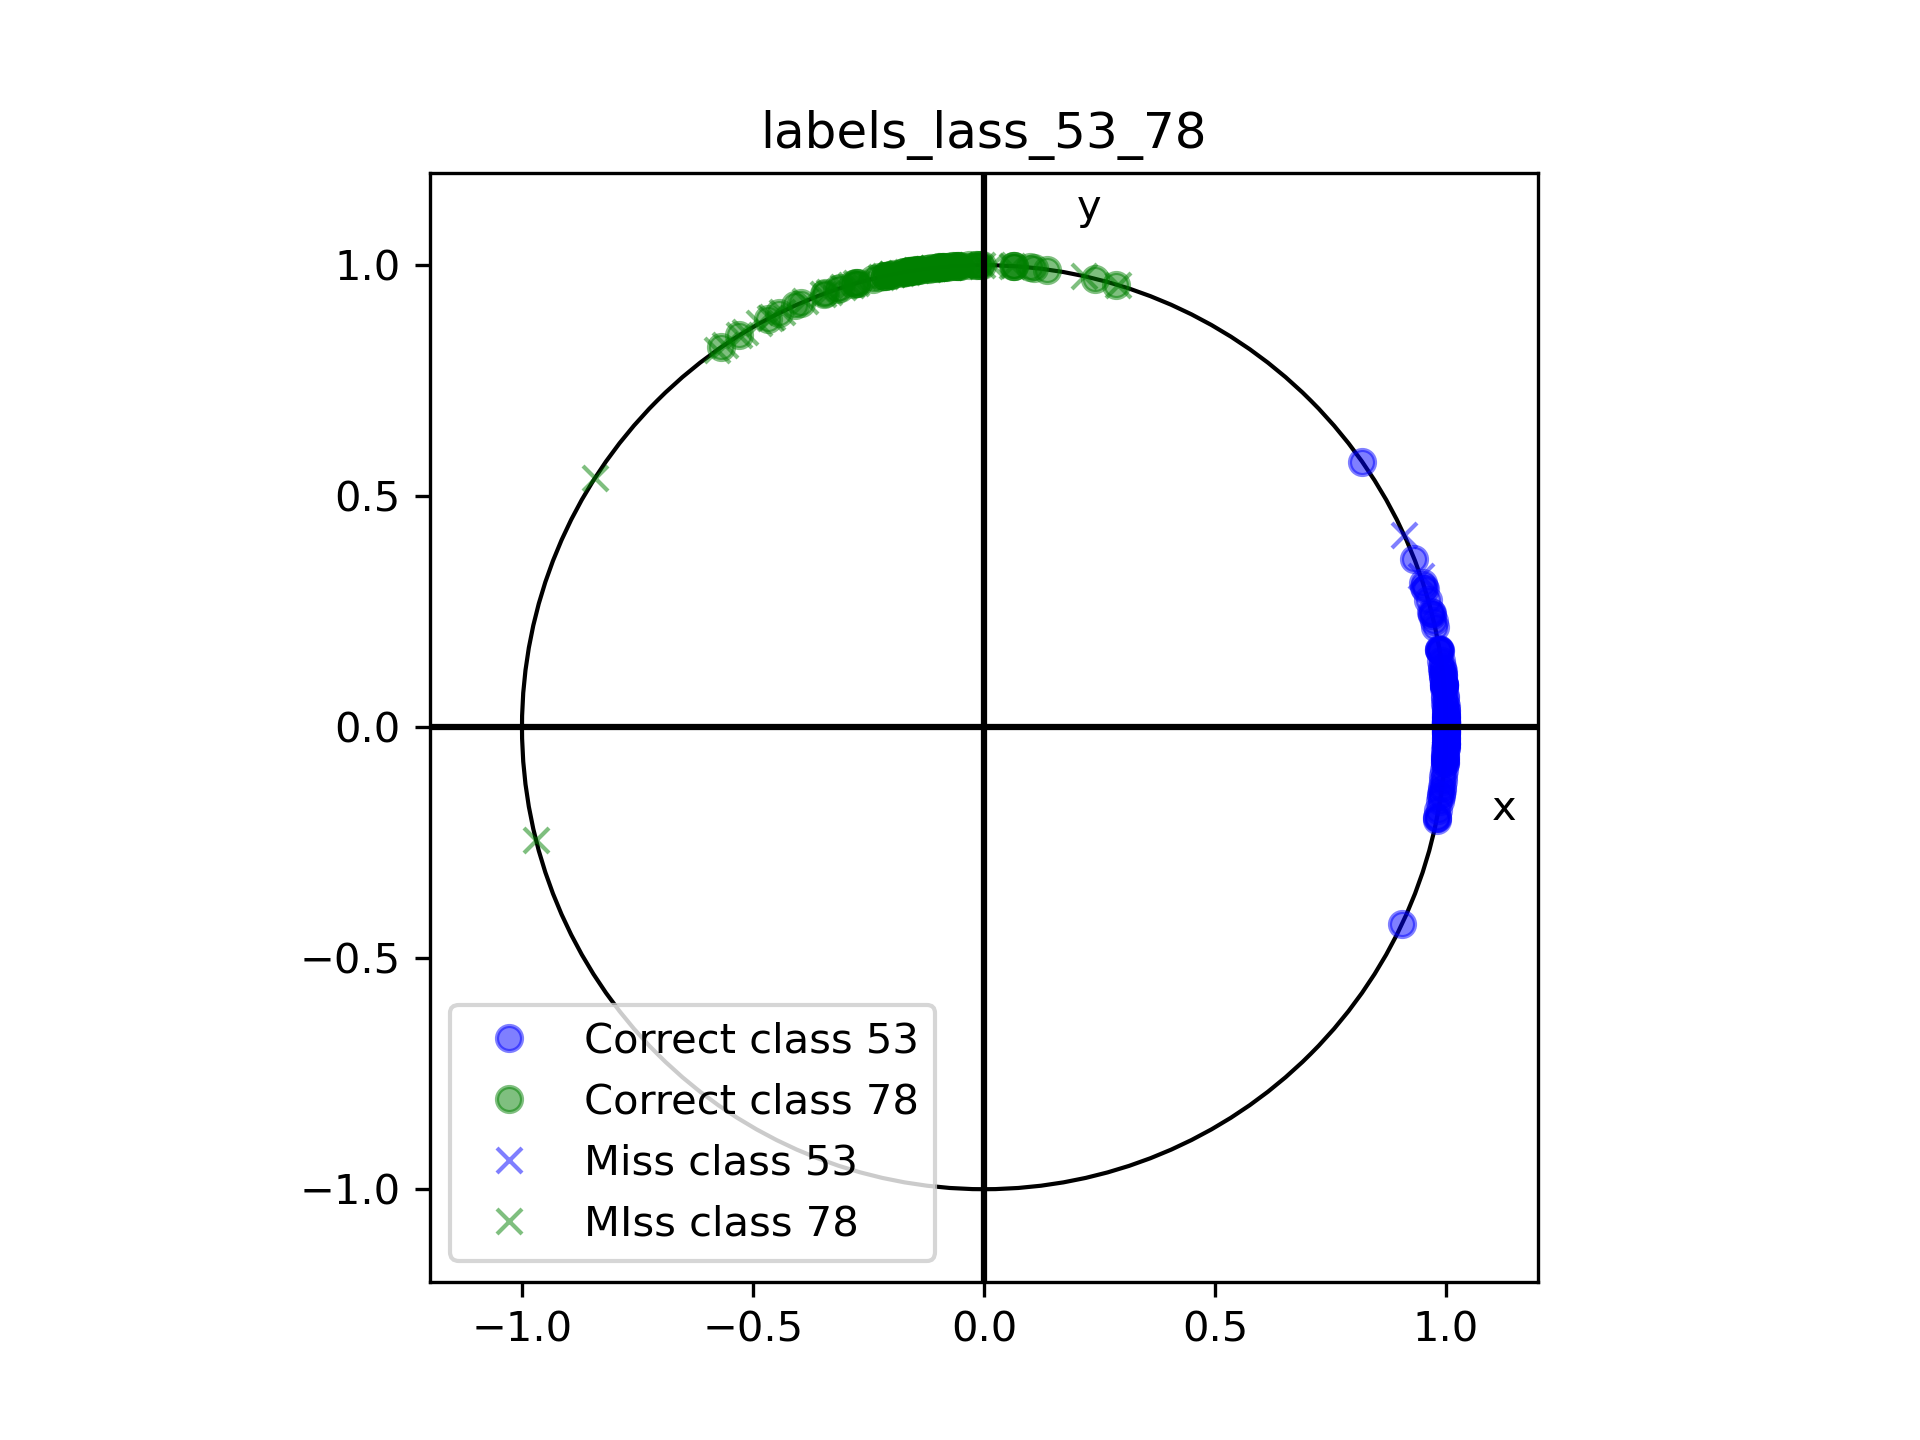 labels_lass_53_78
y
1.0
0.5
0.0
x
−0.5
−1.0
Correct class 53
Correct class 78
Miss class 53
MIss class 78
−1.0
−0.5
0.0
0.5
1.0